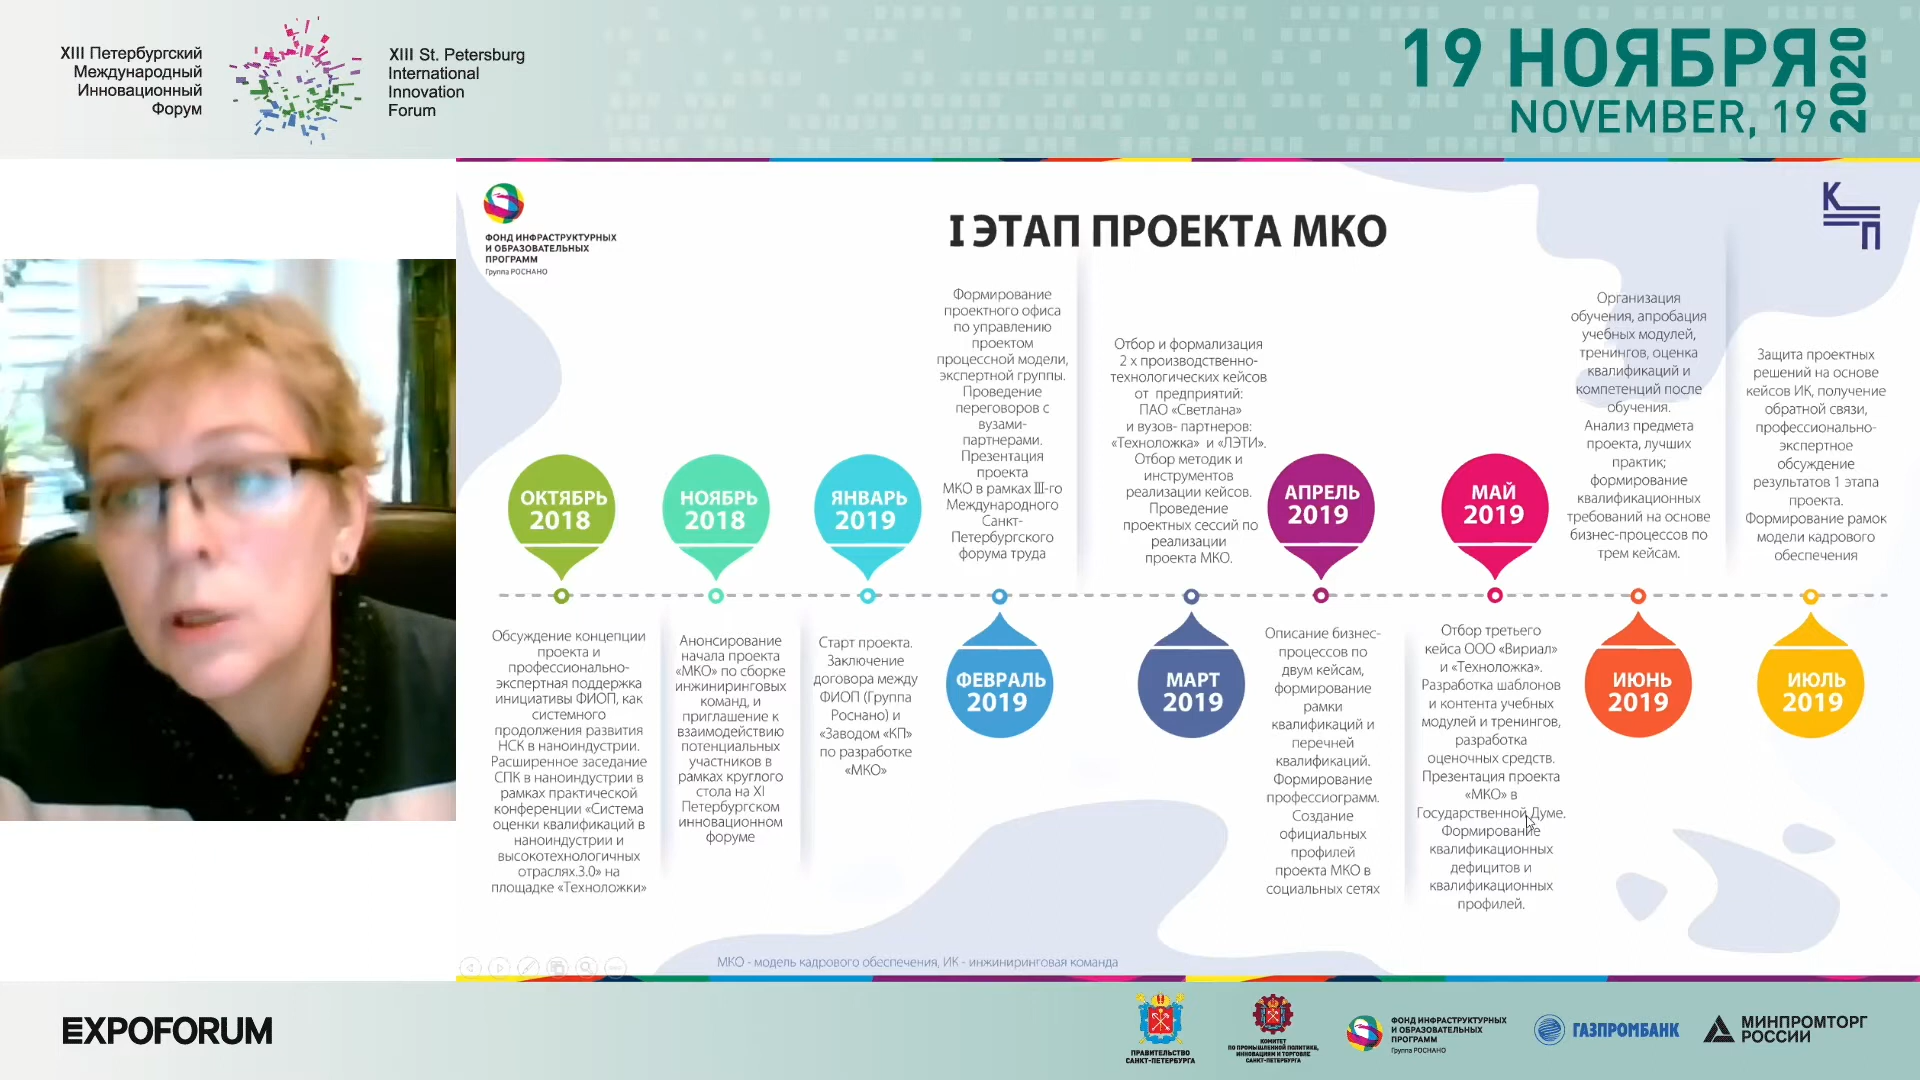 XIII Петербургский
Международный
Инновационный
Форум
XIII St. Petersburg
International
Innovation
Forum
19 НОЯБРЯ
NOVEMBER, 19
2020
ФОНД ИНФРАСТРУКТУРНЫХ
И ОБРАЗОВАТЕЛЬНЫХ
ПРОГРАММ
Группа РОСНАНО
I ЭТАП ПРОЕКТА МКО
К
П
ОКТЯБРЬ
2018
Обсуждение концепции
проекта и
профессионально-
экспертная поддержка
инициативы ФИОП, как
системного
продолжения развития
НСК в наноиндустрии.
Расширенное заседание
СПК в наноиндустрии в
рамках практической
конференции «Система
оценки квалификаций в
наноиндустрии и
высокотехнологичных
отраслях.3.0» на
площадке «Техноложки»
НОЯБРЬ
2018
Анонсирование
начала проекта
«МКО» по сборке
инжиниринговых
команд, и
приглашение к
взаимодействию
потенциальных
участников в
рамках круглого
стола на XI
Петербургском
инновационном
форуме
ЯНВАРЬ
2019
Старт проекта.
Заключение
договора между
ФИОП (Группа
Роснано) и
«Заводом «КП»
по разработке
«МКО»
Формирование
проектного офиса
по управлению
проектом
процессной модели,
экспертной группы.
Проведение
переговоров с
вузами-
партнерами.
Презентация
проекта
МКО в рамках III-го
Международного
Санкт-
Петербургского
форума труда
ФЕВРАЛЬ
2019
Отбор и формализация
2 х производственно-
технологических кейсов
от предприятий:
ПАО «Светлана»
и вузов- партнеров:
«Техноложка» и «ЛЭТИ».
Отбор методик и
инструментов
реализации кейсов.
Проведение
проектных сессий по
реализации
проекта МКО.
МАРТ
2019
АПРЕЛЬ
2019
Описание бизнес-
процессов по
двум кейсам,
формирование
рамки
квалификаций и
перечней
квалификаций.
Формирование
профессиограмм.
Создание
официальных
профилей
проекта МКО в
социальных сетях
МАЙ
2019
Отбор третьего
кейса ООО «Вириал»
и «Техноложка».
Разработка шаблонов
и контента учебных
модулей и тренингов,
разработка
оценочных средств.
Презентация проекта
«МКО» в
Государственной Думе.
Формирование
квалификационных
дефицитов и
квалификационных
профилей.
Организация
обучения, апробация
учебных модулей,
тренингов, оценка
квалификаций и
компетенций после
обучения.
Анализ предмета
проекта, лучших
практик;
формирование
квалификационных
требований на основе
бизнес-процессов по
трем кейсам.
ИЮНЬ
2019
Защита проектных
решений на основе
кейсов ИК, получение
обратной связи,
профессионально-
экспертное
обсуждение
результатов 1 этапа
проекта.
Формирование рамок
модели кадрового
обеспечения
ИЮЛЬ
2019
МКО - модель кадрового обеспечения, ИК - инжиниринговая команда
EXPOFORUM
ПРАВИТЕЛЬСТВО
САНКТ-ПЕТЕРБУРГА
КОМИТЕТ
ПО ПРОМЫШЛЕННОЙ ПОЛИТИКЕ,
ИННОВАЦИЯМ И ТОРГОВЛЕ
САНКТ-ПЕТЕРБУРГА
ФОНД ИНФРАСТРУКТУРНЫХ
И ОБРАЗОВАТЕЛЬНЫХ
ПРОГРАММ
Группа РОСНАНО
ГАЗПРОМБАНК
МИНПРОМТОРГ
РОССИИ